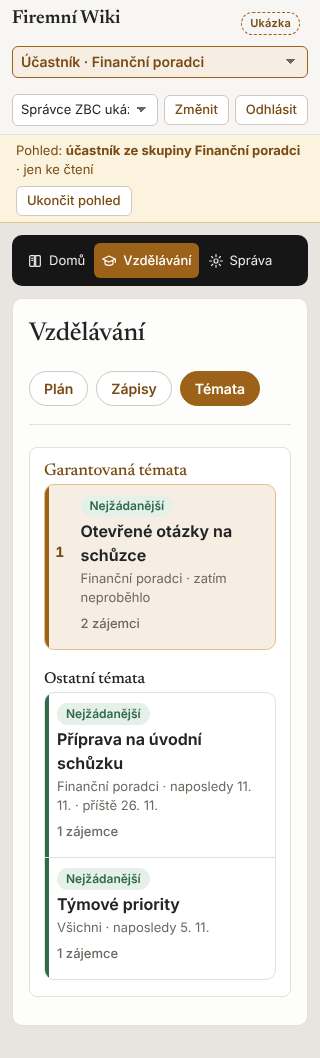 Firemní Wiki
Ukázka
Účastník · Finanční poradci
Správce ZBC uká:
Změnit
Odhlásit
Pohled: účastník ze skupiny Finanční poradci
· jen ke čtení
Ukončit pohled
Domů
Vzdělávání
Správa
Vzdělávání
Plán
Zápisy
Témata
Garantovaná témata
1
Nejžádanější
Otevřené otázky na
schůzce
Finanční poradci · zatím
neproběhlo
2 zájemci
Ostatní témata
Nejžádanější
Příprava na úvodní
schůzku
Finanční poradci · naposledy 11.
11. · příště 26. 11.
1 zájemce
Nejžádanější
Týmové priority
Všichni · naposledy 5. 11.
1 zájemce